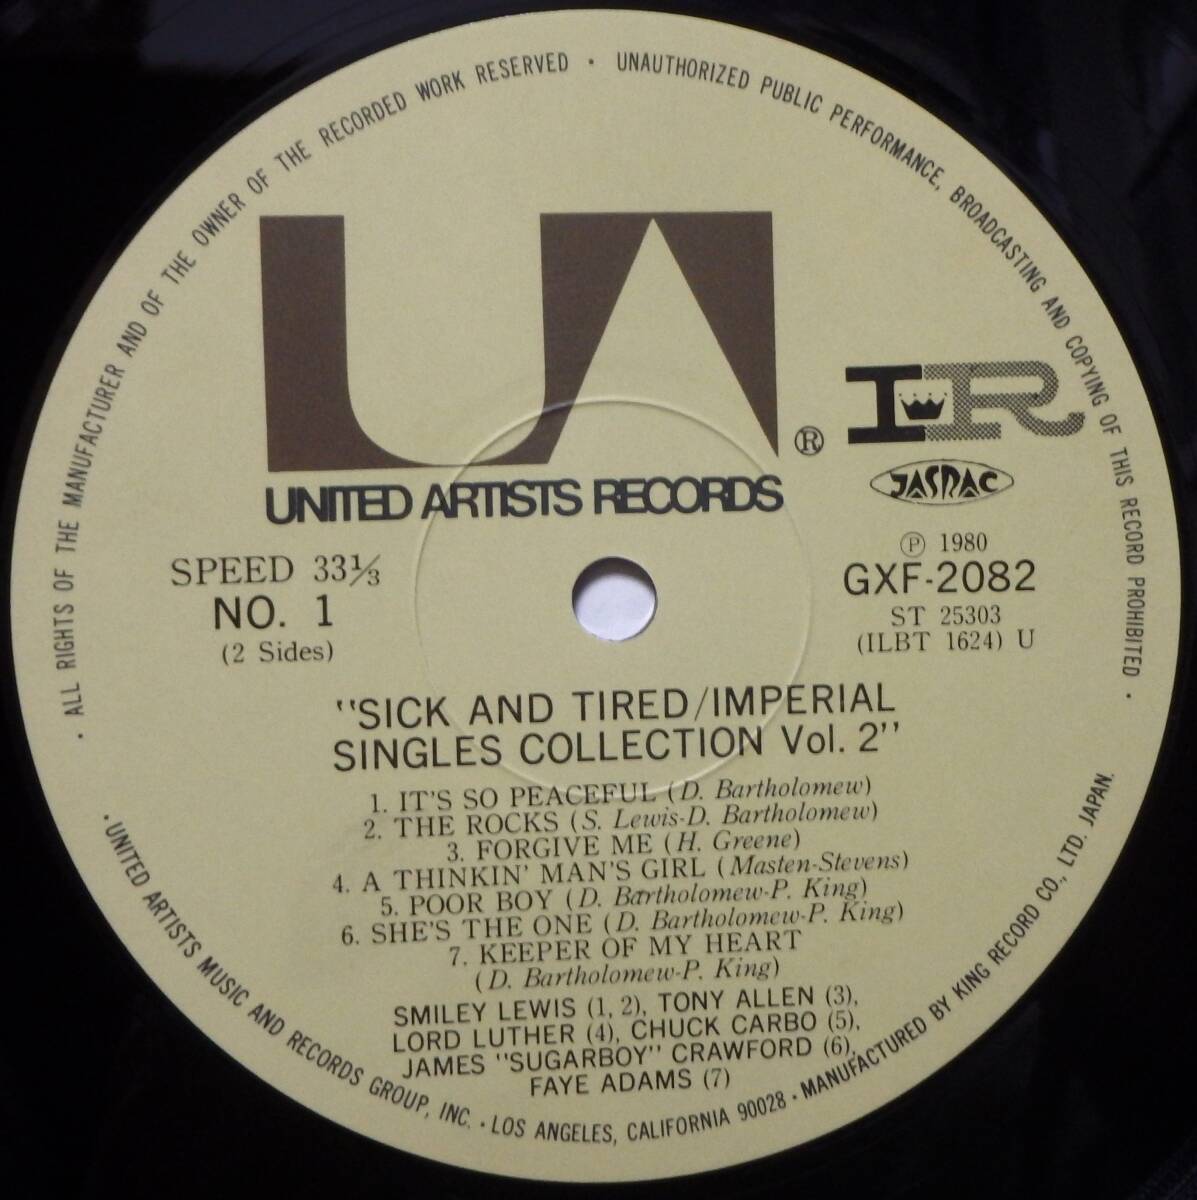 · ALL RIGHTS OF THE MANUFACTURER AND OF THE OWNER OF THE RECORDED WORK RESERVED · UNAUTHORIZED PUBLIC PERFORMANCE, BROADCASTING AND COPYING OF THIS RECORD PROHIBITED ·
UA
®
IR
UNITED ARTISTS RECORDS
JASRAC
SPEED 33⅓
NO. 1
(2 Sides)
Ⓟ 1980
GXF-2082
ST 25303
(ILBT 1624) U
"SICK AND TIRED/IMPERIAL
SINGLES COLLECTION Vol. 2"
1. IT'S SO PEACEFUL (D. Bartholomew)
2. THE ROCKS (S. Lewis-D. Bartholomew)
3. FORGIVE ME (H. Greene)
4. A THINKIN' MAN'S GIRL (Masten-Stevens)
5. POOR BOY (D. Bartholomew-P. King)
6. SHE'S THE ONE (D. Bartholomew-P. King)
7. KEEPER OF MY HEART
(D. Bartholomew-P. King)
SMILEY LEWIS (1, 2), TONY ALLEN (3),
LORD LUTHER (4), CHUCK CARBO (5),
JAMES "SUGARBOY" CRAWFORD (6),
FAYE ADAMS (7)
· UNITED ARTISTS MUSIC AND RECORDS GROUP, INC. · LOS ANGELES, CALIFORNIA 90028 · MANUFACTURED BY KING RECORD CO., LTD. JAPAN.